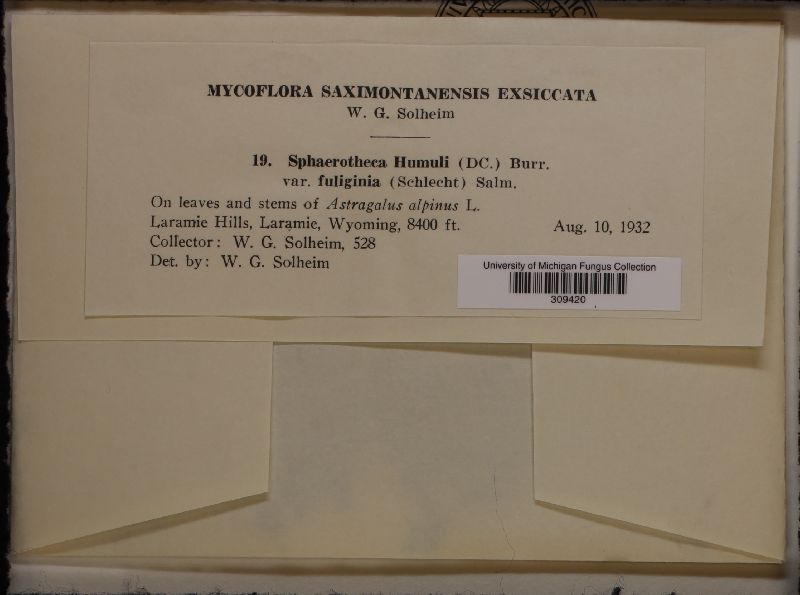 MYCOFLORA SAXIMONTANENSIS EXSICCATA
W. G. Solheim
19. Sphaerotheca Humuli (DC.) Burr.
var. fuliginia (Schlecht) Salm.
On leaves and stems of Astragalus alpinus L.
Laramie Hills, Laramie, Wyoming, 8400 ft. Aug. 10, 1932
Collector: W. G. Solheim, 528
Det. by: W. G. Solheim
University of Michigan Fungus Collection
309420